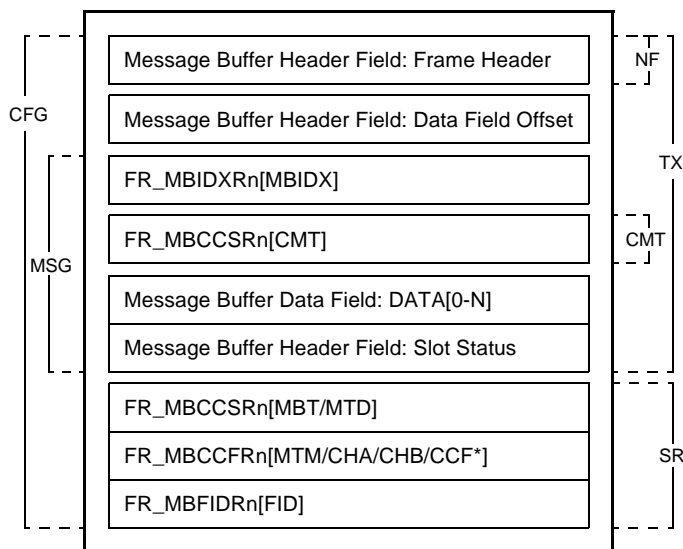 Message Buffer Header Field: Frame Header
NF
CFG
Message Buffer Header Field: Data Field Offset
TX
FR_MBIDXRn[MBIDX]
FR_MBCCSRn[CMT]
CMT
MSG
Message Buffer Data Field: DATA[0-N]
Message Buffer Header Field: Slot Status
FR_MBCCSRn[MBT/MTD]
FR_MBCCFRn[MTM/CHA/CHB/CCF*]
SR
FR_MBFIDRn[FID]